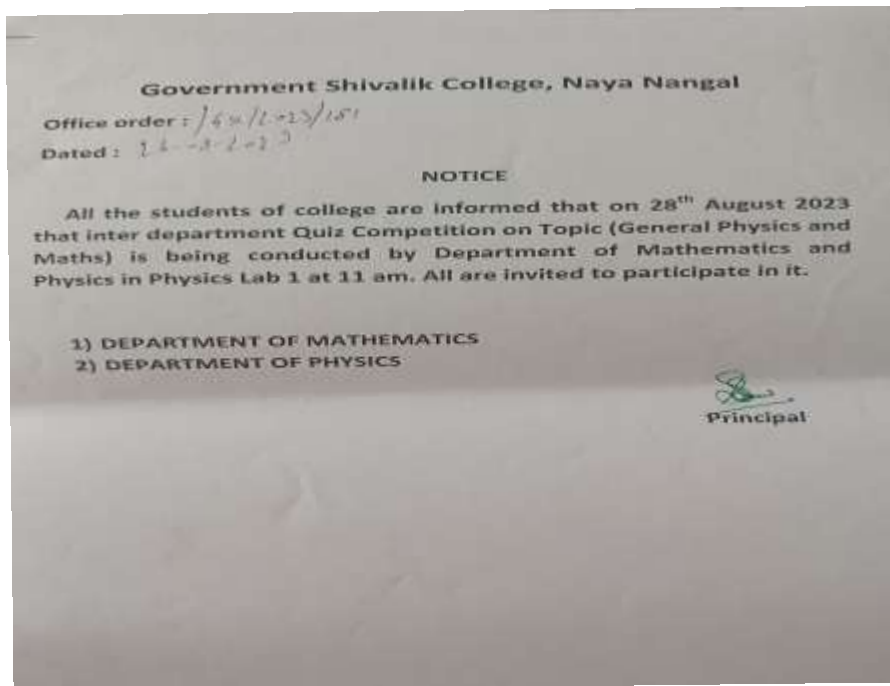 Government Shivalik College, Naya Nangal
Office order :
Dated :
NOTICE
All the students of college are informed that on 28th August 2023
that inter department Quiz Competition on Topic (General Physics and
Maths) is being conducted by Department of Mathematics and
Physics in Physics Lab 1 at 11 am. All are invited to participate in it.
1) DEPARTMENT OF MATHEMATICS
2) DEPARTMENT OF PHYSICS
Principal